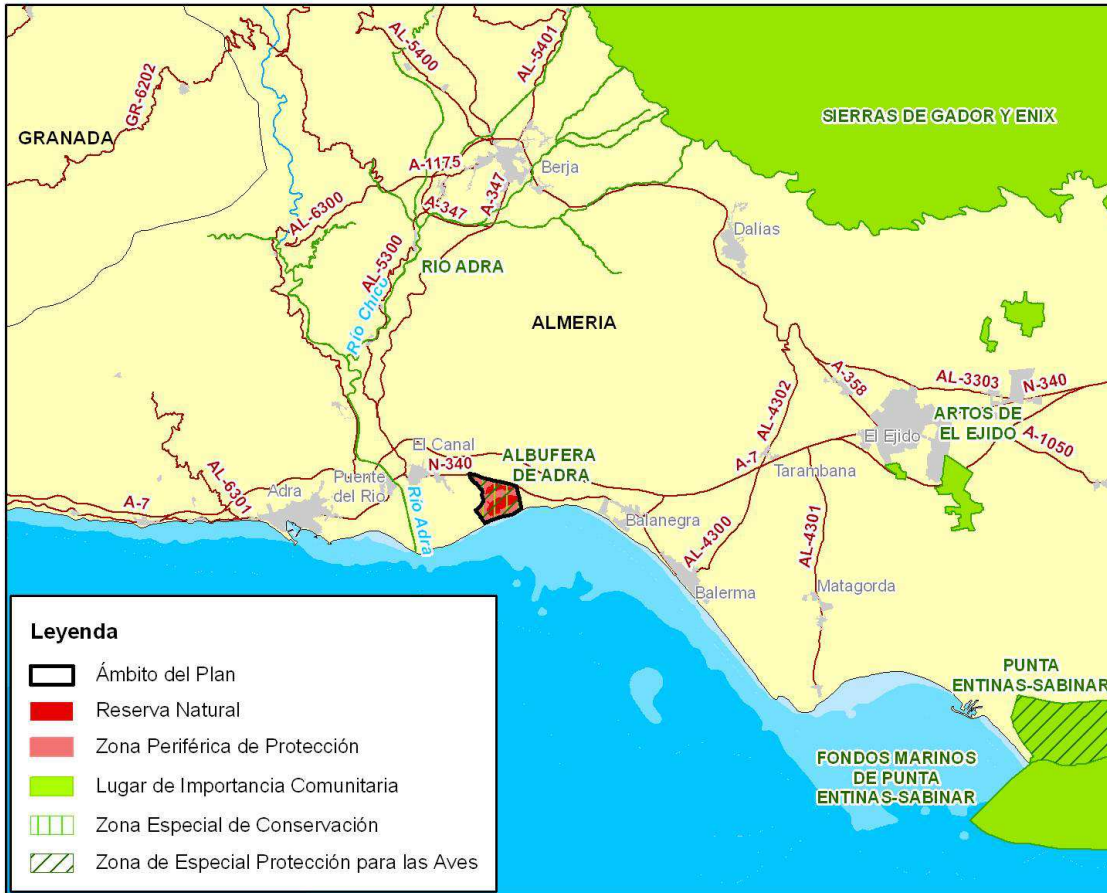 AL-5400
AL-5401
GR-6202
SIERRAS DE GADOR Y ENIX
GRANADA
A-1175
Berja
A-347
A-347
AL-6300
Dalías
AL-5300
RIO ADRA
Río Chico
ALMERIA
A-358
AL-3303
N-340
AL-4302
ARTOS DE
EL EJIDO
El Ejido
A-1050
El Canal
ALBUFERA
DE ADRA
N-340
A-7
Tarambana
Puente
del Río
AL-6301
Adra
A-7
Río Adra
Balanegra
AL-4300
AL-4301
Balerma
Matagorda
PUNTA
ENTINAS-SABINAR
FONDOS MARINOS
DE PUNTA
ENTINAS-SABINAR
Leyenda
Ámbito del Plan
Reserva Natural
Zona Periférica de Protección
Lugar de Importancia Comunitaria
Zona Especial de Conservación
Zona de Especial Protección para las Aves